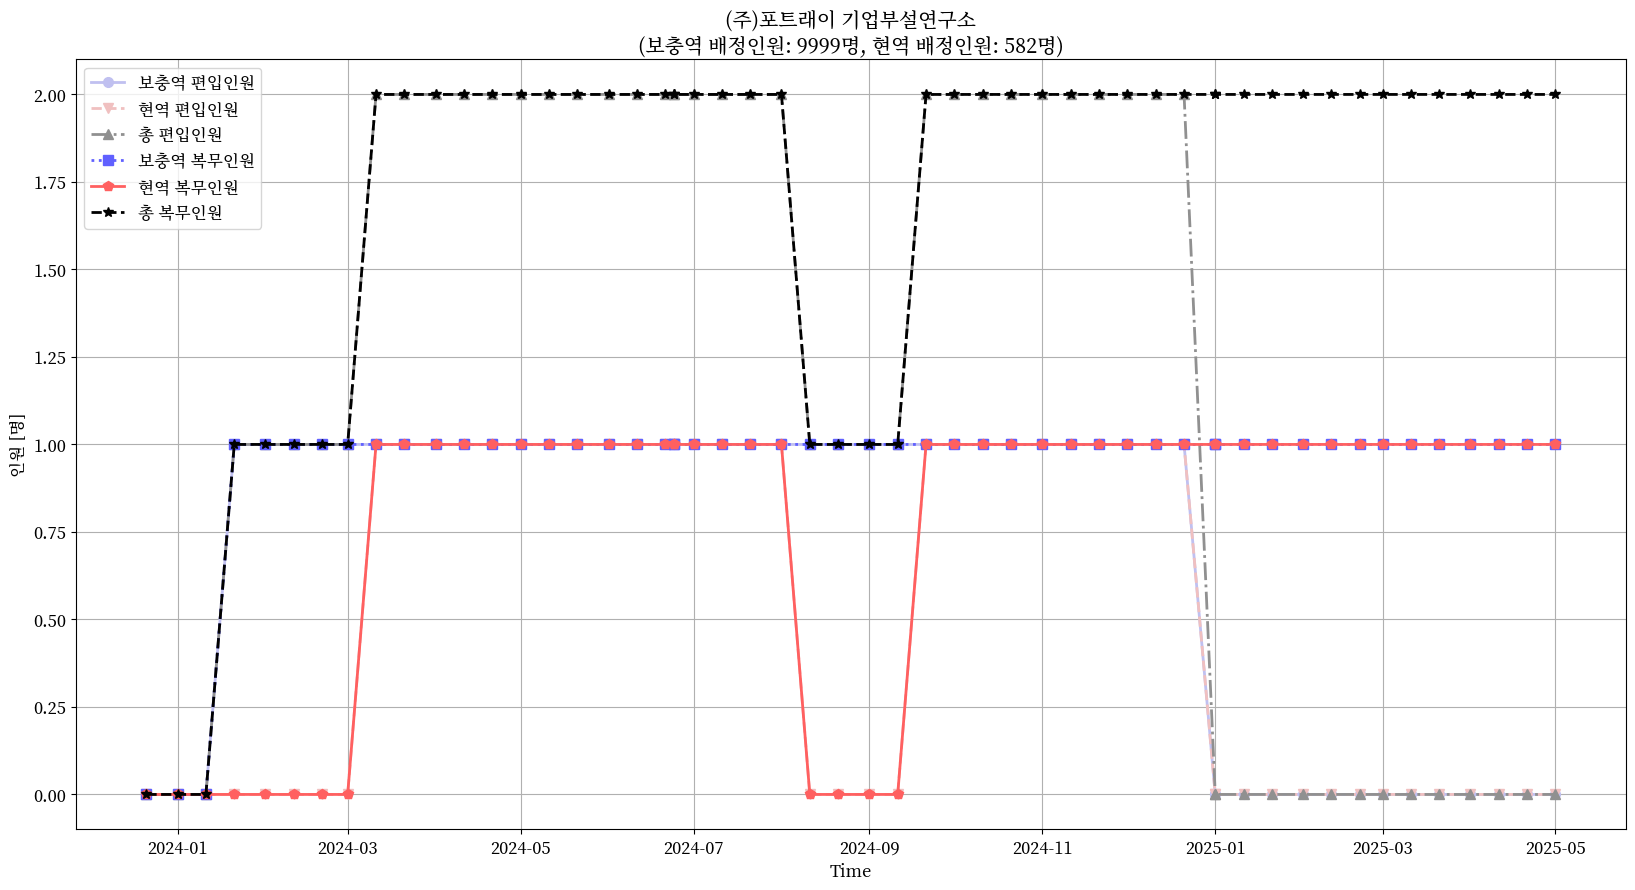 (주)포트래이 기업부설연구소
(보충역 배정인원: 9999명, 현역 배정인원: 582명)
보충역 편입인원
현역 편입인원
총 편입인원
보충역 복무인원
현역 복무인원
총 복무인원
2.00
1.75
1.50
1.25
1.00
0.75
0.50
0.25
0.00
인원 [명]
2024-01
2024-03
2024-05
2024-07
2024-09
2024-11
2025-01
2025-03
2025-05
Time